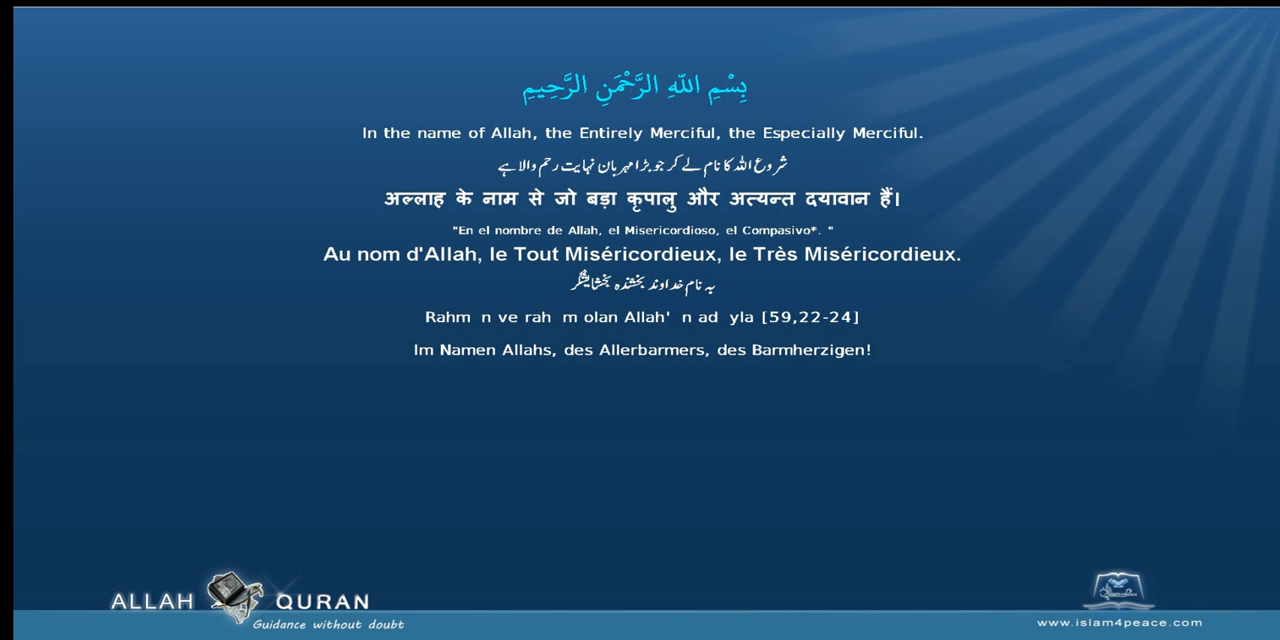 بِسْمِ اللّٰهِ الرَّحْمَنِ الرَّحِيمِ
In the name of Allah, the Entirely Merciful, the Especially Merciful.
شروع اللہ کا نام لے کر جو بڑا مہربان نہایت رحم والا ہے
अल्लाह के नाम से जो बड़ा कृपालु और अत्यन्त दयावान हैं।
"En el nombre de Allah, el Misericordioso, el Compasivo*. "
Au nom d'Allah, le Tout Miséricordieux, le Très Miséricordieux.
به نام خداوند بخشنده بخشایشگر
Rahm n ve rah m olan Allah' n ad yla [59,22-24]
Im Namen Allahs, des Allerbarmers, des Barmherzigen!
ALLAH QURAN
Guidance without doubt
www.islam4peace.com